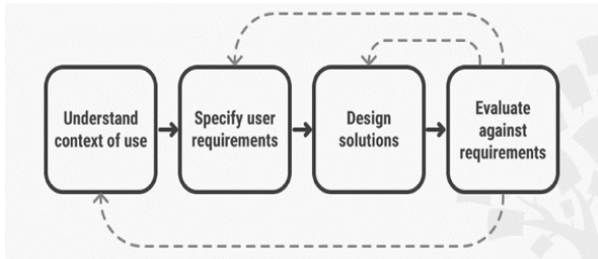 Understand
context of use
Specify user
requirements
Design
solutions
Evaluate
against
requirements